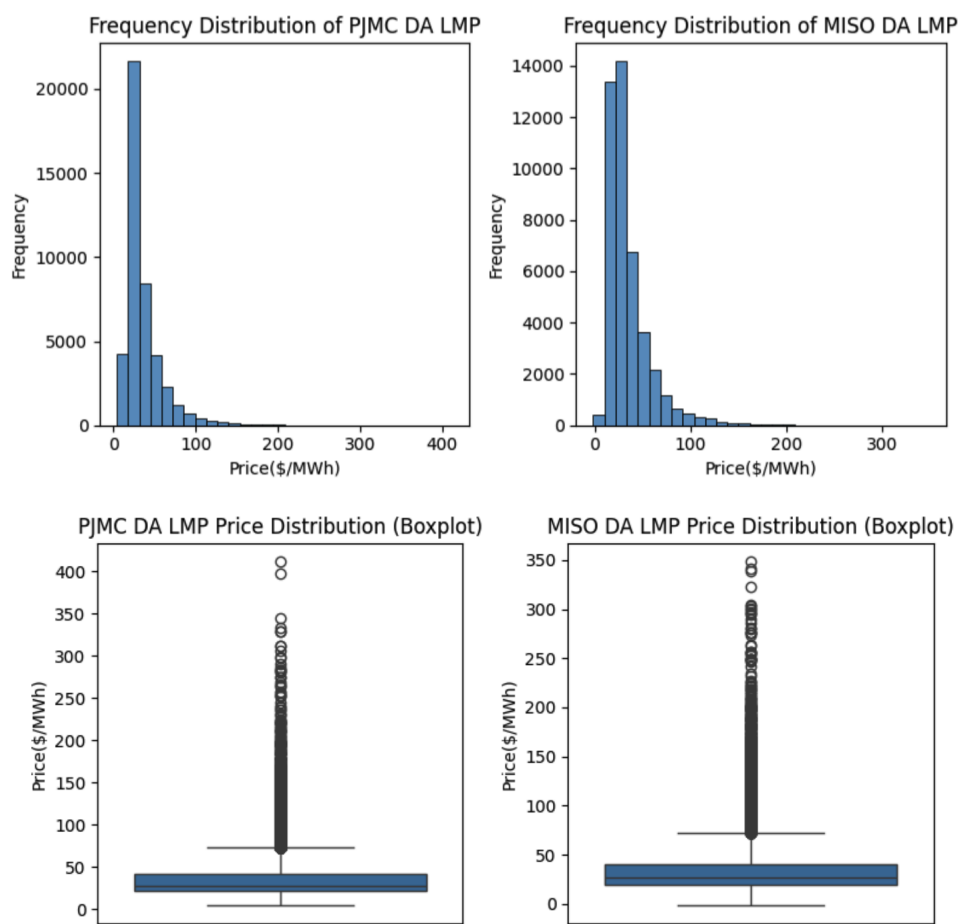 Frequency Distribution of PJMC DA LMP
Frequency
20000
15000
10000
5000
0
0 100 200 300 400
Price($/MWh)
Frequency Distribution of MISO DA LMP
Frequency
14000
12000
10000
8000
6000
4000
2000
0
0 100 200 300
Price($/MWh)
PJMC DA LMP Price Distribution (Boxplot)
Price($/MWh)
400
350
300
250
200
150
100
50
0
MISO DA LMP Price Distribution (Boxplot)
Price($/MWh)
350
300
250
200
150
100
50
0